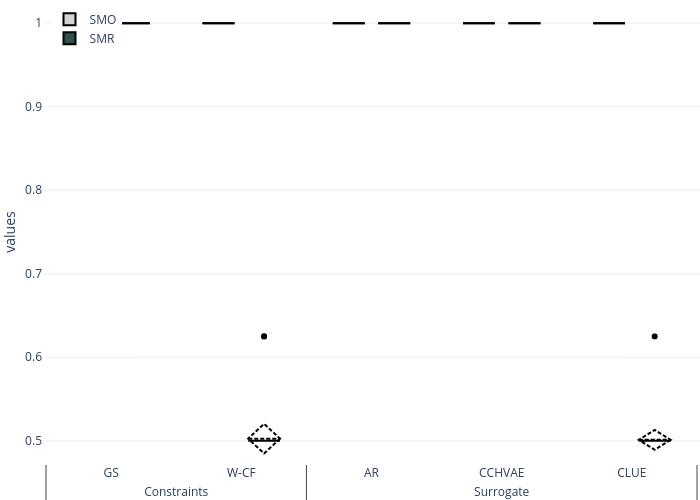 SMO
SMR
1
0.9
0.8
0.7
0.6
0.5
values
GS
W-CF
AR
CCHVAE
CLUE
Constraints
Surrogate